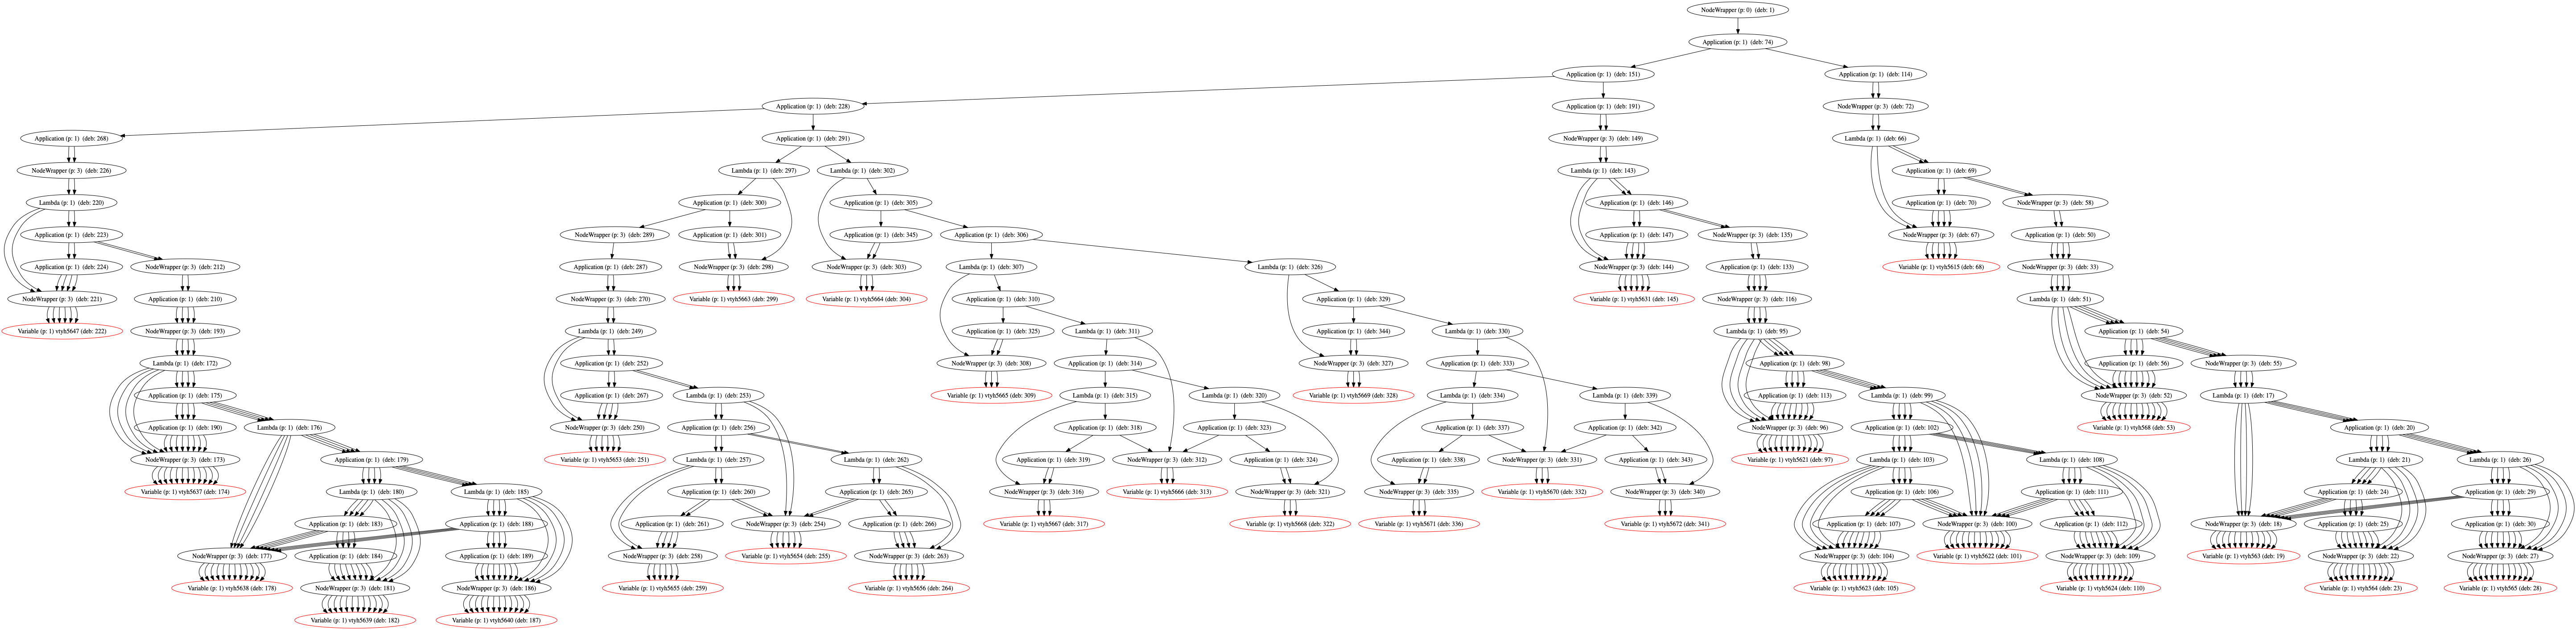 NodeWrapper (p: 0) (deb: 1)
Application (p: 1) (deb: 74)
Application (p: 1) (deb: 151)
Application (p: 1) (deb: 114)
Application (p: 1) (deb: 228)
Application (p: 1) (deb: 191)
NodeWrapper (p: 3) (deb: 72)
Application (p: 1) (deb: 268)
Application (p: 1) (deb: 291)
NodeWrapper (p: 3) (deb: 149)
Lambda (p: 1) (deb: 66)
NodeWrapper (p: 3) (deb: 226)
Lambda (p: 1) (deb: 297)
Lambda (p: 1) (deb: 302)
Lambda (p: 1) (deb: 143)
Application (p: 1) (deb: 69)
Lambda (p: 1) (deb: 220)
Application (p: 1) (deb: 300)
Application (p: 1) (deb: 305)
Application (p: 1) (deb: 146)
Application (p: 1) (deb: 70)
NodeWrapper (p: 3) (deb: 58)
Application (p: 1) (deb: 223)
NodeWrapper (p: 3) (deb: 289)
Application (p: 1) (deb: 301)
Application (p: 1) (deb: 345)
Application (p: 1) (deb: 306)
Application (p: 1) (deb: 147)
NodeWrapper (p: 3) (deb: 135)
NodeWrapper (p: 3) (deb: 67)
Application (p: 1) (deb: 50)
Application (p: 1) (deb: 224)
NodeWrapper (p: 3) (deb: 212)
Application (p: 1) (deb: 287)
NodeWrapper (p: 3) (deb: 298)
NodeWrapper (p: 3) (deb: 303)
Lambda (p: 1) (deb: 307)
Lambda (p: 1) (deb: 326)
NodeWrapper (p: 3) (deb: 144)
Application (p: 1) (deb: 133)
Variable (p: 1) vtyh5615 (deb: 68)
NodeWrapper (p: 3) (deb: 33)
NodeWrapper (p: 3) (deb: 221)
Application (p: 1) (deb: 210)
NodeWrapper (p: 3) (deb: 270)
Variable (p: 1) vtyh5663 (deb: 299)
Variable (p: 1) vtyh5664 (deb: 304)
Application (p: 1) (deb: 310)
Application (p: 1) (deb: 329)
Variable (p: 1) vtyh5631 (deb: 145)
NodeWrapper (p: 3) (deb: 116)
Lambda (p: 1) (deb: 51)
Variable (p: 1) vtyh5647 (deb: 222)
NodeWrapper (p: 3) (deb: 193)
Lambda (p: 1) (deb: 249)
Application (p: 1) (deb: 325)
Lambda (p: 1) (deb: 311)
Application (p: 1) (deb: 344)
Lambda (p: 1) (deb: 330)
Lambda (p: 1) (deb: 95)
Application (p: 1) (deb: 54)
Lambda (p: 1) (deb: 172)
Application (p: 1) (deb: 252)
NodeWrapper (p: 3) (deb: 308)
Application (p: 1) (deb: 314)
NodeWrapper (p: 3) (deb: 327)
Application (p: 1) (deb: 333)
Application (p: 1) (deb: 98)
Application (p: 1) (deb: 56)
NodeWrapper (p: 3) (deb: 55)
Application (p: 1) (deb: 175)
Application (p: 1) (deb: 267)
Lambda (p: 1) (deb: 253)
Variable (p: 1) vtyh5665 (deb: 309)
Lambda (p: 1) (deb: 315)
Lambda (p: 1) (deb: 320)
Variable (p: 1) vtyh5669 (deb: 328)
Lambda (p: 1) (deb: 334)
Lambda (p: 1) (deb: 339)
Application (p: 1) (deb: 113)
Lambda (p: 1) (deb: 99)
NodeWrapper (p: 3) (deb: 52)
Lambda (p: 1) (deb: 17)
Application (p: 1) (deb: 190)
Lambda (p: 1) (deb: 176)
NodeWrapper (p: 3) (deb: 250)
Application (p: 1) (deb: 256)
Application (p: 1) (deb: 318)
Application (p: 1) (deb: 323)
Application (p: 1) (deb: 337)
Application (p: 1) (deb: 342)
NodeWrapper (p: 3) (deb: 96)
Application (p: 1) (deb: 102)
Variable (p: 1) vtyh568 (deb: 53)
Application (p: 1) (deb: 20)
NodeWrapper (p: 3) (deb: 173)
Application (p: 1) (deb: 179)
Variable (p: 1) vtyh5653 (deb: 251)
Lambda (p: 1) (deb: 257)
Lambda (p: 1) (deb: 262)
Application (p: 1) (deb: 319)
NodeWrapper (p: 3) (deb: 312)
Application (p: 1) (deb: 324)
Application (p: 1) (deb: 338)
NodeWrapper (p: 3) (deb: 331)
Application (p: 1) (deb: 343)
Variable (p: 1) vtyh5621 (deb: 97)
Lambda (p: 1) (deb: 103)
Lambda (p: 1) (deb: 108)
Lambda (p: 1) (deb: 21)
Lambda (p: 1) (deb: 26)
Variable (p: 1) vtyh5637 (deb: 174)
Lambda (p: 1) (deb: 180)
Lambda (p: 1) (deb: 185)
Application (p: 1) (deb: 260)
Application (p: 1) (deb: 265)
NodeWrapper (p: 3) (deb: 316)
Variable (p: 1) vtyh5666 (deb: 313)
NodeWrapper (p: 3) (deb: 321)
NodeWrapper (p: 3) (deb: 335)
Variable (p: 1) vtyh5670 (deb: 332)
NodeWrapper (p: 3) (deb: 340)
Application (p: 1) (deb: 106)
Application (p: 1) (deb: 111)
Application (p: 1) (deb: 24)
Application (p: 1) (deb: 29)
Application (p: 1) (deb: 183)
Application (p: 1) (deb: 188)
Application (p: 1) (deb: 261)
NodeWrapper (p: 3) (deb: 254)
Application (p: 1) (deb: 266)
Variable (p: 1) vtyh5667 (deb: 317)
Variable (p: 1) vtyh5668 (deb: 322)
Variable (p: 1) vtyh5671 (deb: 336)
Variable (p: 1) vtyh5672 (deb: 341)
Application (p: 1) (deb: 107)
NodeWrapper (p: 3) (deb: 100)
Application (p: 1) (deb: 112)
NodeWrapper (p: 3) (deb: 18)
Application (p: 1) (deb: 25)
Application (p: 1) (deb: 30)
NodeWrapper (p: 3) (deb: 177)
Application (p: 1) (deb: 184)
Application (p: 1) (deb: 189)
NodeWrapper (p: 3) (deb: 258)
Variable (p: 1) vtyh5654 (deb: 255)
NodeWrapper (p: 3) (deb: 263)
NodeWrapper (p: 3) (deb: 104)
Variable (p: 1) vtyh5622 (deb: 101)
NodeWrapper (p: 3) (deb: 109)
Variable (p: 1) vtyh563 (deb: 19)
NodeWrapper (p: 3) (deb: 22)
NodeWrapper (p: 3) (deb: 27)
Variable (p: 1) vtyh5638 (deb: 178)
NodeWrapper (p: 3) (deb: 181)
NodeWrapper (p: 3) (deb: 186)
Variable (p: 1) vtyh5655 (deb: 259)
Variable (p: 1) vtyh5656 (deb: 264)
Variable (p: 1) vtyh5623 (deb: 105)
Variable (p: 1) vtyh5624 (deb: 110)
Variable (p: 1) vtyh564 (deb: 23)
Variable (p: 1) vtyh565 (deb: 28)
Variable (p: 1) vtyh5639 (deb: 182)
Variable (p: 1) vtyh5640 (deb: 187)